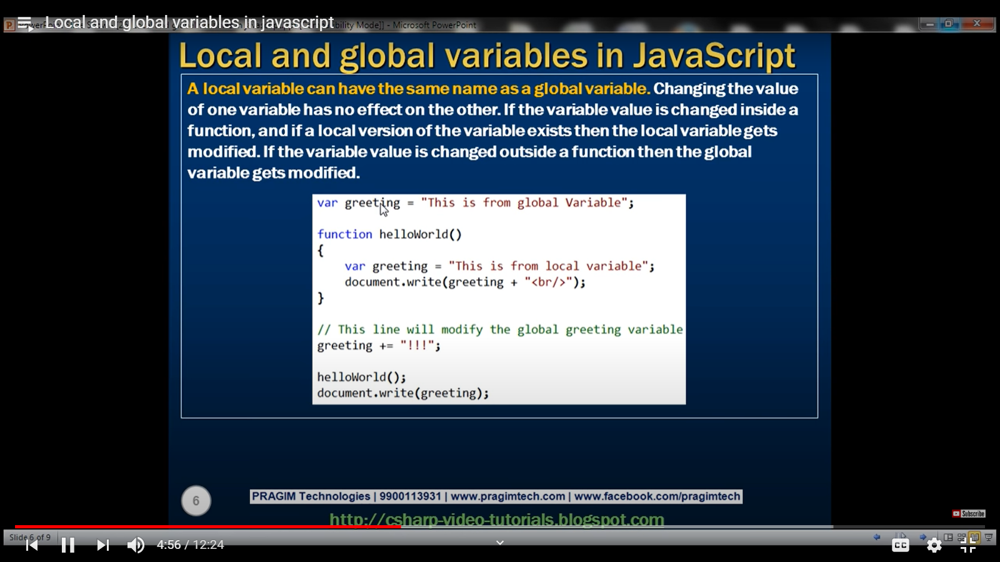 Local and global variables in javascript
bility Mode]] - Microsoft PowerPoint
Local and global variables in JavaScript
A local variable can have the same name as a global variable. Changing the value
of one variable has no effect on the other. If the variable value is changed inside a
function, and if a local version of the variable exists then the local variable gets
modified. If the variable value is changed outside a function then the global
variable gets modified.
var greeting = "This is from global Variable";
function helloWorld()
{
    var greeting = "This is from local variable";
    document.write(greeting + "<br/>");
}
// This line will modify the global greeting variable
greeting += "!!!";
helloWorld();
document.write(greeting);
6
PRAGIM Technologies | 9900113931 | www.pragimtech.com | www.facebook.com/pragimtech
http://csharp-video-tutorials.blogspot.com
Subscribe
Slide 6 of 9
4:56 / 12:24
CC